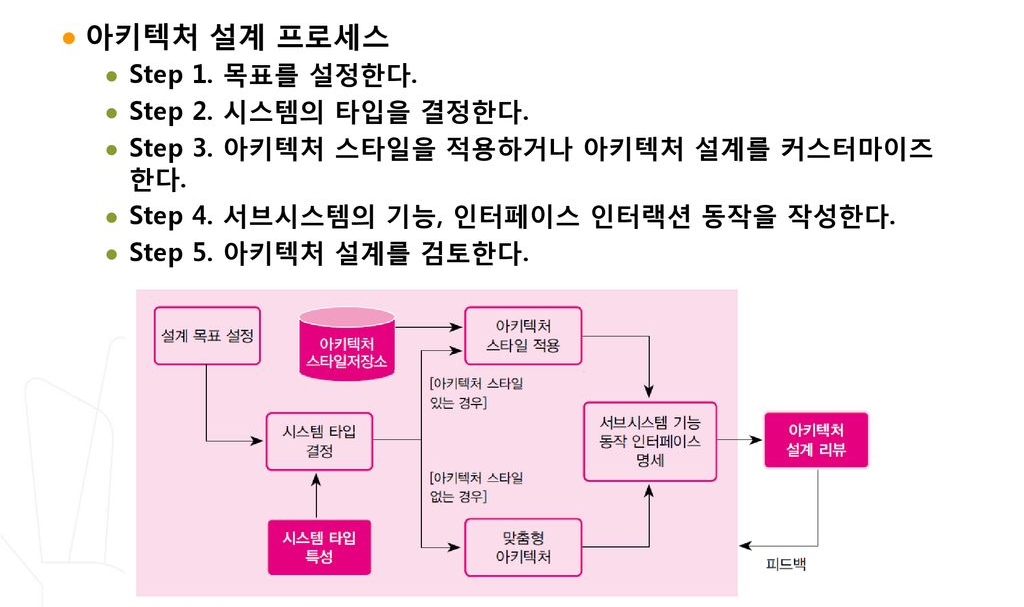 아키텍처 설계 프로세스
Step 1. 목표를 설정한다.
Step 2. 시스템의 타입을 결정한다.
Step 3. 아키텍처 스타일을 적용하거나 아키텍처 설계를 커스터마이즈
한다.
Step 4. 서브시스템의 기능, 인터페이스 인터랙션 동작을 작성한다.
Step 5. 아키텍처 설계를 검토한다.
설계 목표 설정
아키텍처
스타일저장소
아키텍처
스타일 적용
[아키텍처 스타일
있는 경우]
시스템 타입
결정
서브시스템 기능
동작 인터페이스
명세
아키텍처
설계 리뷰
[아키텍처 스타일
없는 경우]
시스템 타입
특성
맞춤형
아키텍처
피드백